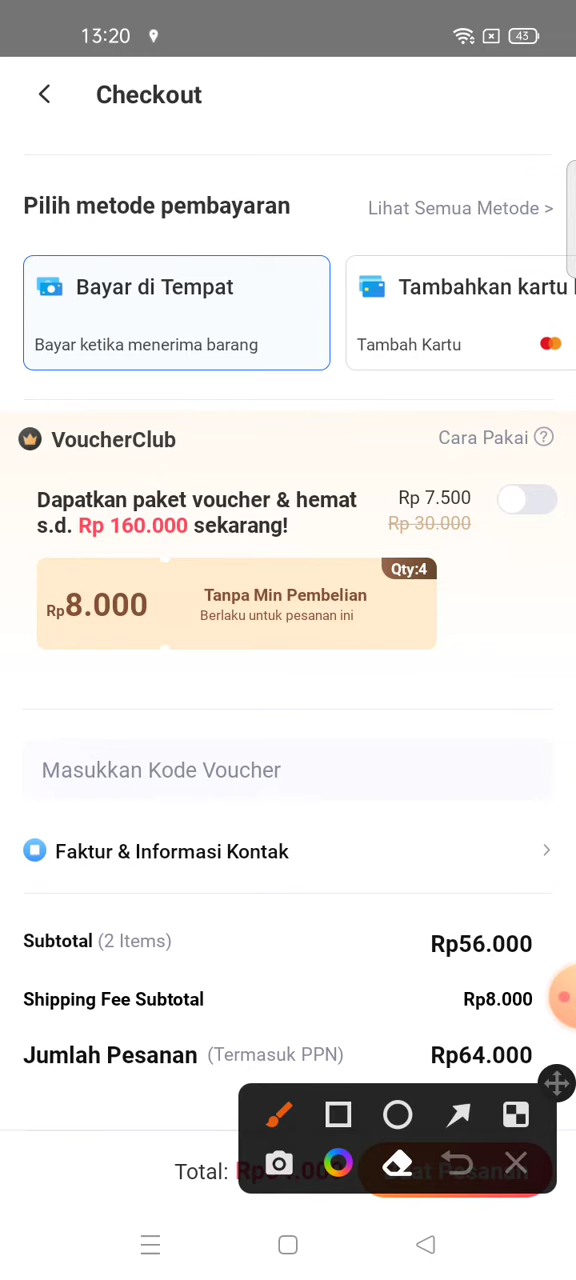 13:20
43
Checkout
Pilih metode pembayaran
Lihat Semua Metode >
Bayar di Tempat
Tambahkan kartu
Bayar ketika menerima barang
Tambah Kartu
VoucherClub
Cara Pakai ?
Dapatkan paket voucher & hemat
s.d. Rp 160.000 sekarang!
Rp 7.500
Rp 30.000
Qty:4
Rp8.000
Tanpa Min Pembelian
Berlaku untuk pesanan ini
Masukkan Kode Voucher
Faktur & Informasi Kontak
Subtotal (2 Items)
Rp56.000
Shipping Fee Subtotal
Rp8.000
Jumlah Pesanan (Termasuk PPN)
Rp64.000
Total: